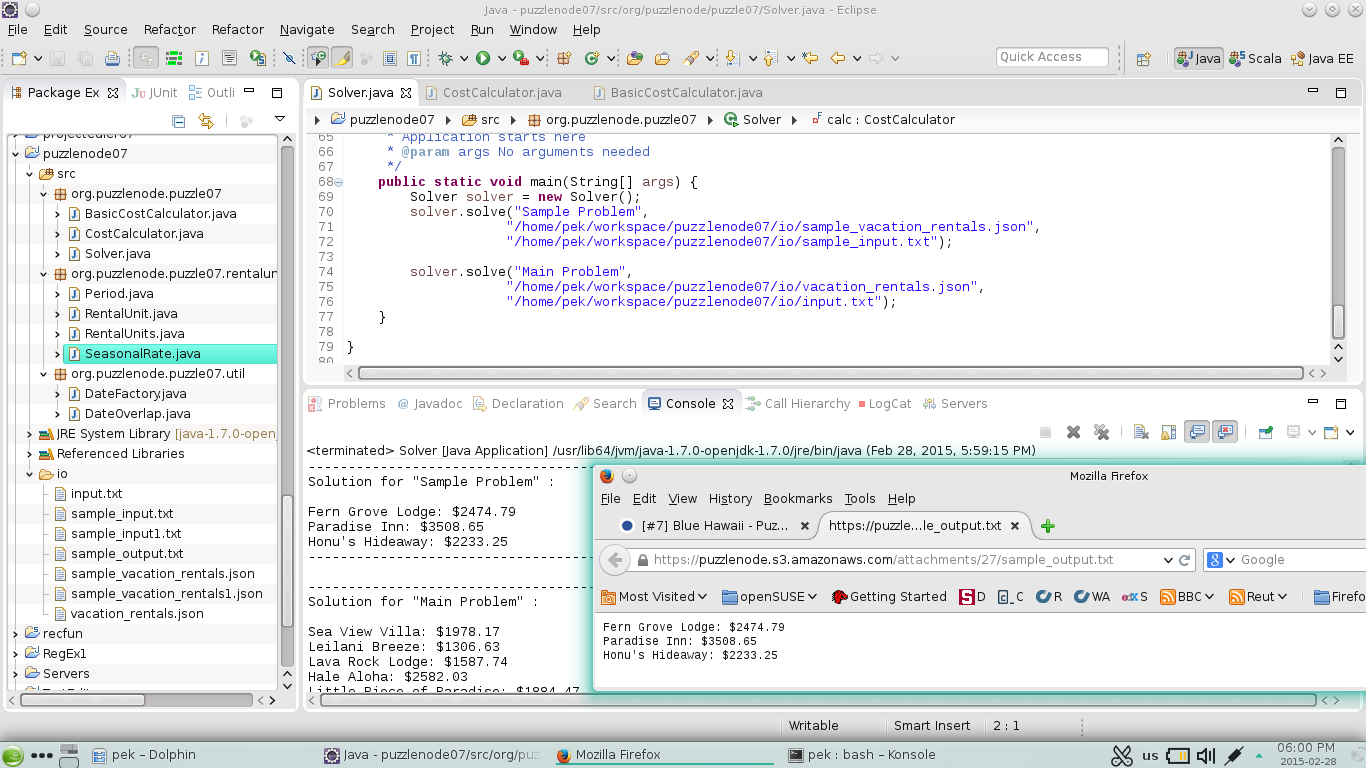 Java - puzzlenode07/src/org/puzzlenode/puzzle07/Solver.java - Eclipse
File Edit Source Refactor Refactor Navigate Search Project Run Window Help
Quick Access
Java Scala Java EE
Package Ex JUnit Outli
puzzlenode07
src
org.puzzlenode.puzzle07
BasicCostCalculator.java
CostCalculator.java
Solver.java
org.puzzlenode.puzzle07.rentalun
Period.java
RentalUnit.java
RentalUnits.java
SeasonalRate.java
org.puzzlenode.puzzle07.util
DateFactory.java
DateOverlap.java
JRE System Library [java-1.7.0-openj
Referenced Libraries
io
input.txt
sample_input.txt
sample_input1.txt
sample_output.txt
sample_vacation_rentals.json
sample_vacation_rentals1.json
vacation_rentals.json
recfun
RegEx1
Servers
Solver.java CostCalculator.java BasicCostCalculator.java
puzzlenode07 src org.puzzlenode.puzzle07 Solver calc : CostCalculator
65 * Application starts here
66 * @param args No arguments needed
67 */
68 public static void main(String[] args) {
69 Solver solver = new Solver();
70 solver.solve("Sample Problem",
71 "/home/pek/workspace/puzzlenode07/io/sample_vacation_rentals.json",
72 "/home/pek/workspace/puzzlenode07/io/sample_input.txt");
73
74 solver.solve("Main Problem",
75 "/home/pek/workspace/puzzlenode07/io/vacation_rentals.json",
76 "/home/pek/workspace/puzzlenode07/io/input.txt");
77 }
78
79 }
80
Problems @ Javadoc Declaration Search Console Call Hierarchy LogCat Servers
<terminated> Solver [Java Application] /usr/lib64/jvm/java-1.7.0-openjdk-1.7.0/jre/bin/java (Feb 28, 2015, 5:59:15 PM)
Solution for "Sample Problem" :
Fern Grove Lodge: $2474.79
Paradise Inn: $3508.65
Honu's Hideaway: $2233.25
Solution for "Main Problem" :
Sea View Villa: $1978.17
Leilani Breeze: $1306.63
Lava Rock Lodge: $1587.74
Hale Aloha: $2582.03
Little Piece of Paradise: $1884.47
Mozilla Firefox
File Edit View History Bookmarks Tools Help
[#7] Blue Hawaii - Puz... https://puzzle...le_output.txt
https://puzzlenode.s3.amazonaws.com/attachments/27/sample_output.txt Google
Most Visited openSUSE Getting Started D C R WA S BBC Reut Firefo
Fern Grove Lodge: $2474.79
Paradise Inn: $3508.65
Honu's Hideaway: $2233.25
Writable Smart Insert 2 : 1
pek – Dolphin Java - puzzlenode07/src/org/puz Mozilla Firefox pek : bash – Konsole us 06:00 PM
2015-02-28